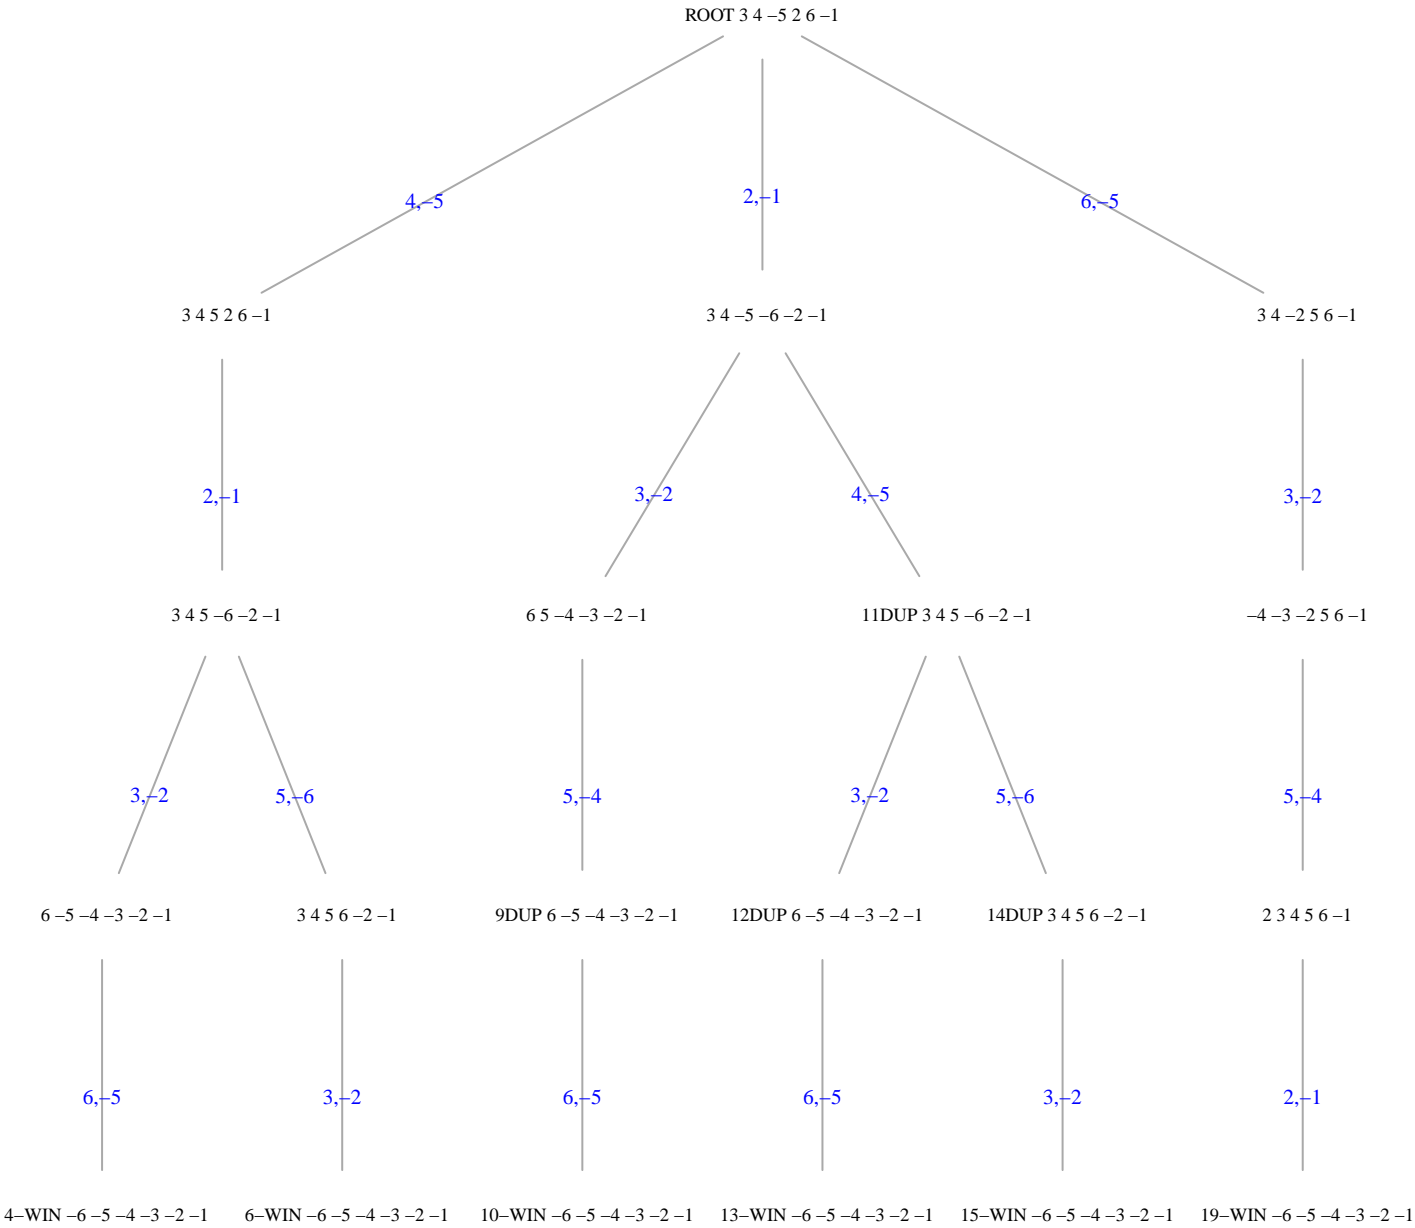 ROOT 3 4 –5 2 6 –1
4,–5
2,–1
6,–5
3 4 5 2 6 –1
3 4 –5 –6 –2 –1
3 4 –2 5 6 –1
2,–1
3,–2
4,–5
3,–2
3 4 5 –6 –2 –1
6 5 –4 –3 –2 –1
11DUP 3 4 5 –6 –2 –1
–4 –3 –2 5 6 –1
3,–2
5,–6
5,–4
3,–2
5,–6
5,–4
6 –5 –4 –3 –2 –1
3 4 5 6 –2 –1
9DUP 6 –5 –4 –3 –2 –1
12DUP 6 –5 –4 –3 –2 –1
14DUP 3 4 5 6 –2 –1
2 3 4 5 6 –1
6,–5
3,–2
6,–5
6,–5
3,–2
2,–1
4–WIN –6 –5 –4 –3 –2 –1
6–WIN –6 –5 –4 –3 –2 –1
10–WIN –6 –5 –4 –3 –2 –1
13–WIN –6 –5 –4 –3 –2 –1
15–WIN –6 –5 –4 –3 –2 –1
19–WIN –6 –5 –4 –3 –2 –1